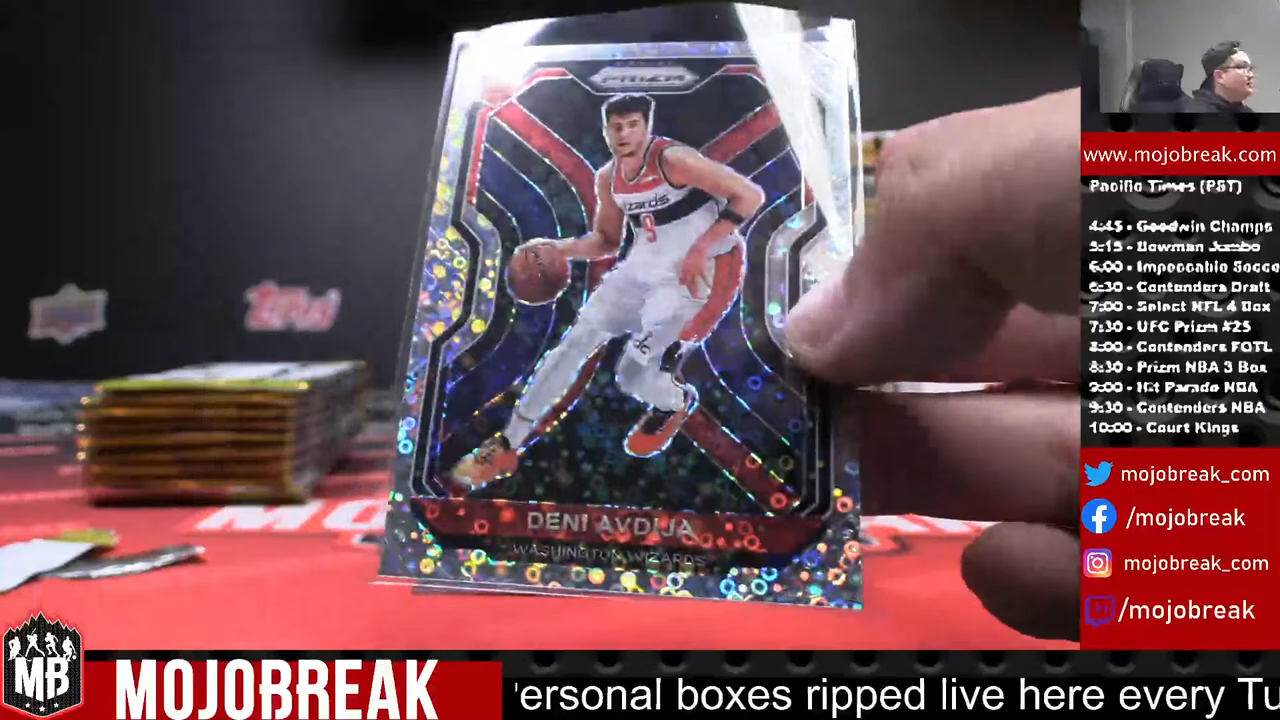 PRIZM
izards
9
DENI AVDIJA
WASHINGTON WIZARDS
topps
www.mojobreak.com
Pacific Times (PST)
4:45 - Goodwin Champs
5:15 - Bowman Jumbo
6:00 - Impeccable Socce
6:30 - Contenders Draft
7:00 - Select NFL 4 Box
7:30 - UFC Prizm #25
8:00 - Contenders FOTL
8:30 - Prizm NBA 3 Box
9:00 - Hit Parade NBA
9:30 - Contenders NBA
10:00 - Court Kings
mojobreak_com
/mojobreak
mojobreak_com
/mojobreak
MB
MOJOBREAK
'ersonal boxes ripped live here every Tu